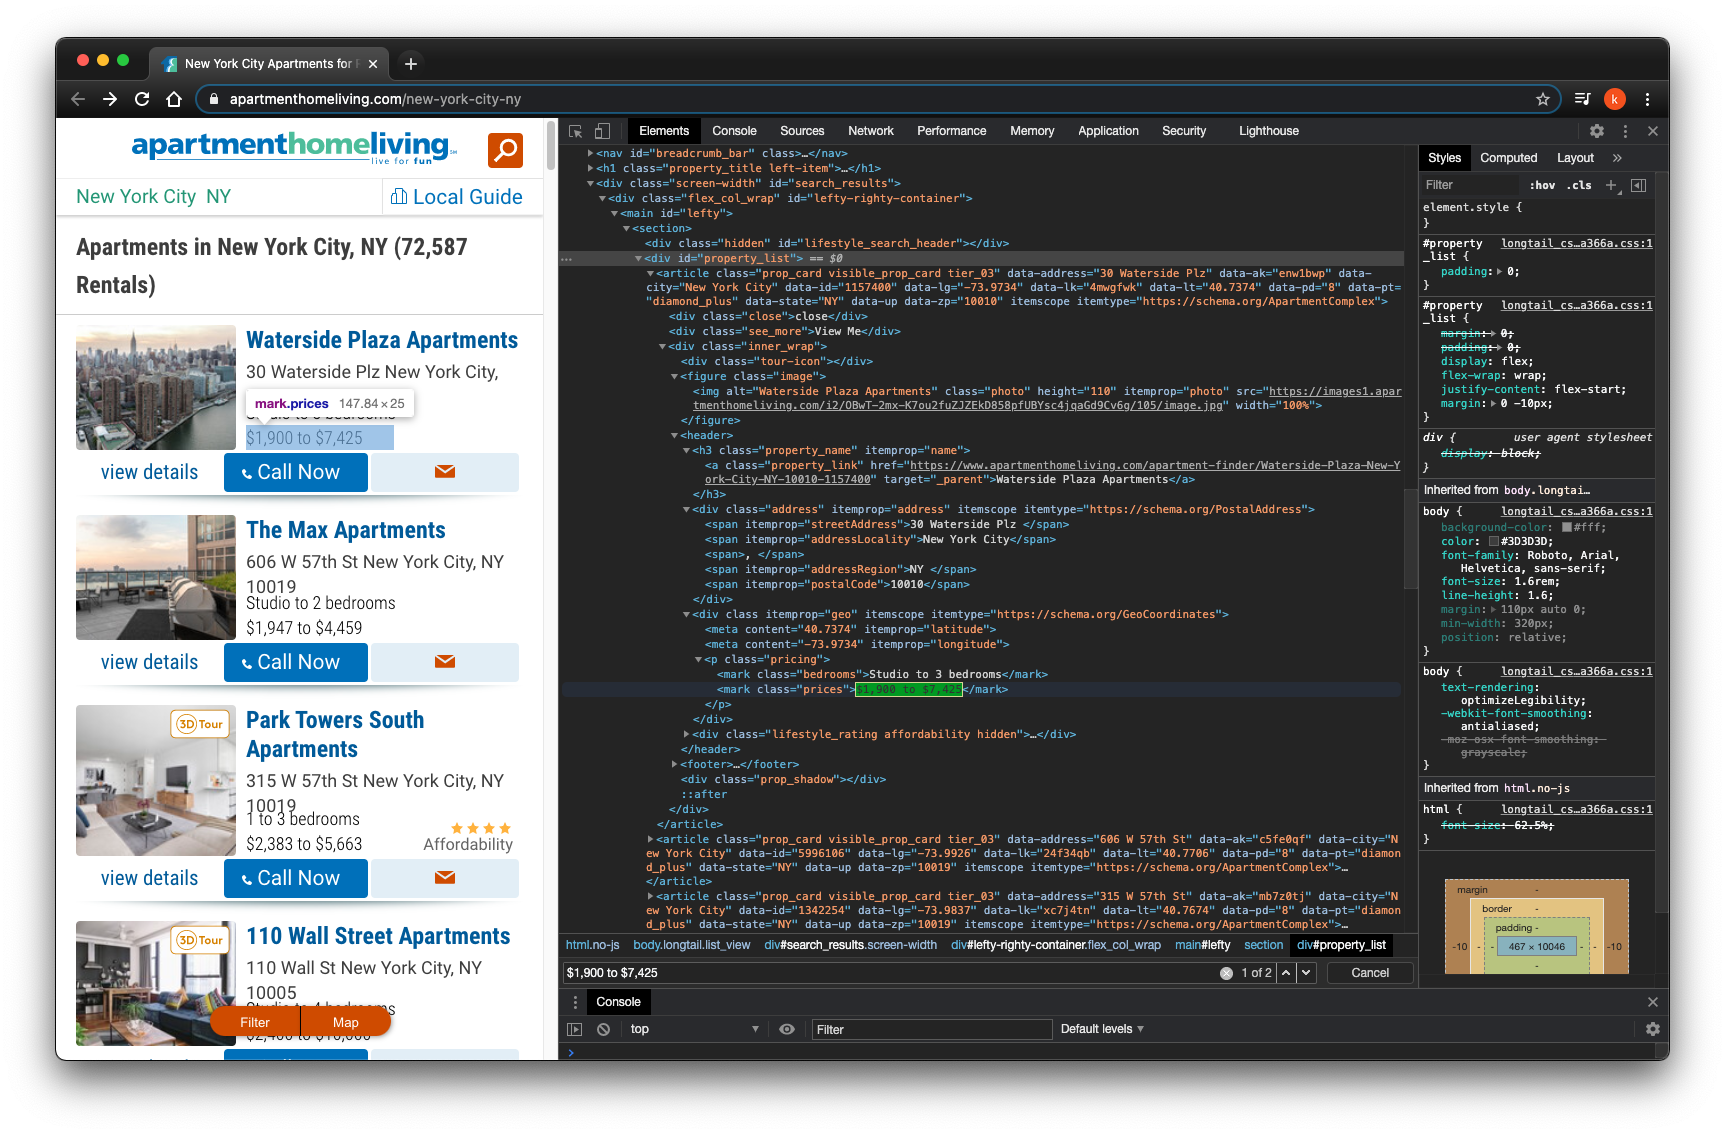 New York City Apartments for
apartmenthomeliving.com/new-york-city-ny
k
apartmenthomeliving
live for fun
New York City NY
Local Guide
Apartments in New York City, NY (72,587
Rentals)
Waterside Plaza Apartments
30 Waterside Plz New York City,
mark.prices 147.84×25
$1,900 to $7,425
view details
Call Now
The Max Apartments
606 W 57th St New York City, NY
10019
Studio to 2 bedrooms
$1,947 to $4,459
view details
Call Now
3D Tour
Park Towers South
Apartments
315 W 57th St New York City, NY
10019
1 to 3 bedrooms
$2,383 to $5,663
Affordability
view details
Call Now
3D Tour
110 Wall Street Apartments
110 Wall St New York City, NY
10005
Filter
Map
Elements Console Sources Network Performance Memory Application Security Lighthouse
<nav id="breadcrumb_bar" class>…</nav>
<h1 class="property_title left-item">…</h1>
<div class="screen-width" id="search_results">
<div class="flex_col_wrap" id="lefty-righty-container">
<main id="lefty">
<section>
<div class="hidden" id="lifestyle_search_header"></div>
<div id="property_list"> == $0
<article class="prop_card visible_prop_card tier_03" data-address="30 Waterside Plz" data-ak="enw1bwp" data-
city="New York City" data-id="1157400" data-lg="-73.9734" data-lk="4mwgfwk" data-lt="40.7374" data-pd="8" data-pt=
"diamond_plus" data-state="NY" data-up data-zp="10010" itemscope itemtype="https://schema.org/ApartmentComplex">
<div class="close">close</div>
<div class="see_more">View Me</div>
<div class="inner_wrap">
<div class="tour-icon"></div>
<figure class="image">
<img alt="Waterside Plaza Apartments" class="photo" height="110" itemprop="photo" src="https://images1.apa
rtmenthomeliving.com/i2/OBwT-2mx-K7ou2fuZJZEkD858pfUBYsc4jqaGd9Cv6g/105/image.jpg" width="100%">
</figure>
<header>
<h3 class="property_name" itemprop="name">
<a class="property_link" href="https://www.apartmenthomeliving.com/apartment-finder/Waterside-Plaza-New-Y
ork-City-NY-10010-1157400" target="_parent">Waterside Plaza Apartments</a>
</h3>
<div class="address" itemprop="address" itemscope itemtype="https://schema.org/PostalAddress">
<span itemprop="streetAddress">30 Waterside Plz </span>
<span itemprop="addressLocality">New York City</span>
<span>, </span>
<span itemprop="addressRegion">NY </span>
<span itemprop="postalCode">10010</span>
</div>
<div class itemprop="geo" itemscope itemtype="https://schema.org/GeoCoordinates">
<meta content="40.7374" itemprop="latitude">
<meta content="-73.9734" itemprop="longitude">
<p class="pricing">
<mark class="bedrooms">Studio to 3 bedrooms</mark>
<mark class="prices">$1,900 to $7,425</mark>
</p>
</div>
<div class="lifestyle_rating affordability hidden">…</div>
</header>
<footer>…</footer>
<div class="prop_shadow"></div>
::after
</div>
</article>
<article class="prop_card visible_prop_card tier_03" data-address="606 W 57th St" data-ak="c5fe0qf" data-city="N
ew York City" data-id="5996106" data-lg="-73.9926" data-lk="24f34qb" data-lt="40.7706" data-pd="8" data-pt="diamon
d_plus" data-state="NY" data-up data-zp="10019" itemscope itemtype="https://schema.org/ApartmentComplex">…
</article>
<article class="prop_card visible_prop_card tier_03" data-address="315 W 57th St" data-ak="mb7z0tj" data-city="N
ew York City" data-id="1342254" data-lg="-73.9837" data-lk="xc7j4tn" data-lt="40.7674" data-pd="8" data-pt="diamon
d_plus" data-state="NY" data-up data-zp="10019" itemscope itemtype="https://schema.org/ApartmentComplex">…
html.no-js body.longtail.list_view div#search_results.screen-width div#lefty-righty-container.flex_col_wrap main#lefty section div#property_list
$1,900 to $7,425
1 of 2
Cancel
Console
top
Filter
Default levels
Styles Computed Layout
Filter
:hov .cls
element.style {
}
#property longtail_cs…a366a.css:1
_list {
padding: 0;
}
#property longtail_cs…a366a.css:1
_list {
margin: 0;
padding: 0;
display: flex;
flex-wrap: wrap;
justify-content: flex-start;
margin: 0 -10px;
}
div { user agent stylesheet
display: block;
}
Inherited from body.longtai…
body { longtail_cs…a366a.css:1
background-color: #fff;
color: #3D3D3D;
font-family: Roboto, Arial,
Helvetica, sans-serif;
font-size: 1.6rem;
line-height: 1.6;
margin: 110px auto 0;
min-width: 320px;
position: relative;
}
body { longtail_cs…a366a.css:1
text-rendering:
optimizeLegibility;
-webkit-font-smoothing:
antialiased;
-moz-osx-font-smoothing:
grayscale;
}
Inherited from html.no-js
html { longtail_cs…a366a.css:1
font-size: 62.5%;
}
margin -
border -
padding -
-10 - - 467 × 10046 - - -10
-